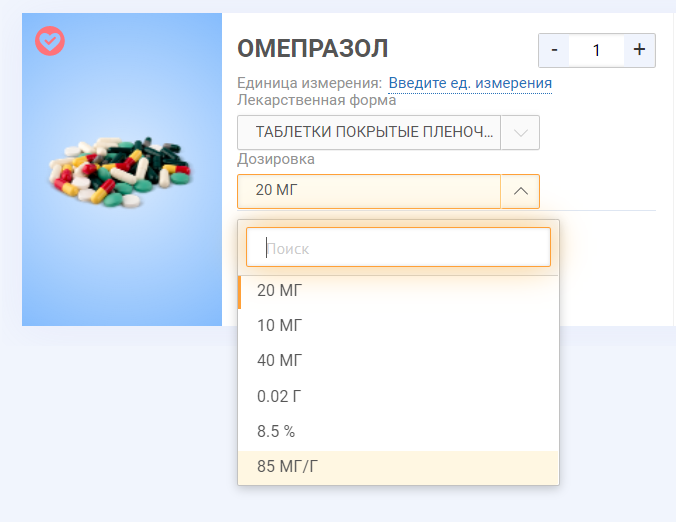 ОМЕПРАЗОЛ
- 1 +
Единица измерения: Введите ед. измерения
Лекарственная форма
ТАБЛЕТКИ ПОКРЫТЫЕ ПЛЕНОЧ...
Дозировка
20 МГ
Поиск
20 МГ
10 МГ
40 МГ
0.02 Г
8.5 %
85 МГ/Г